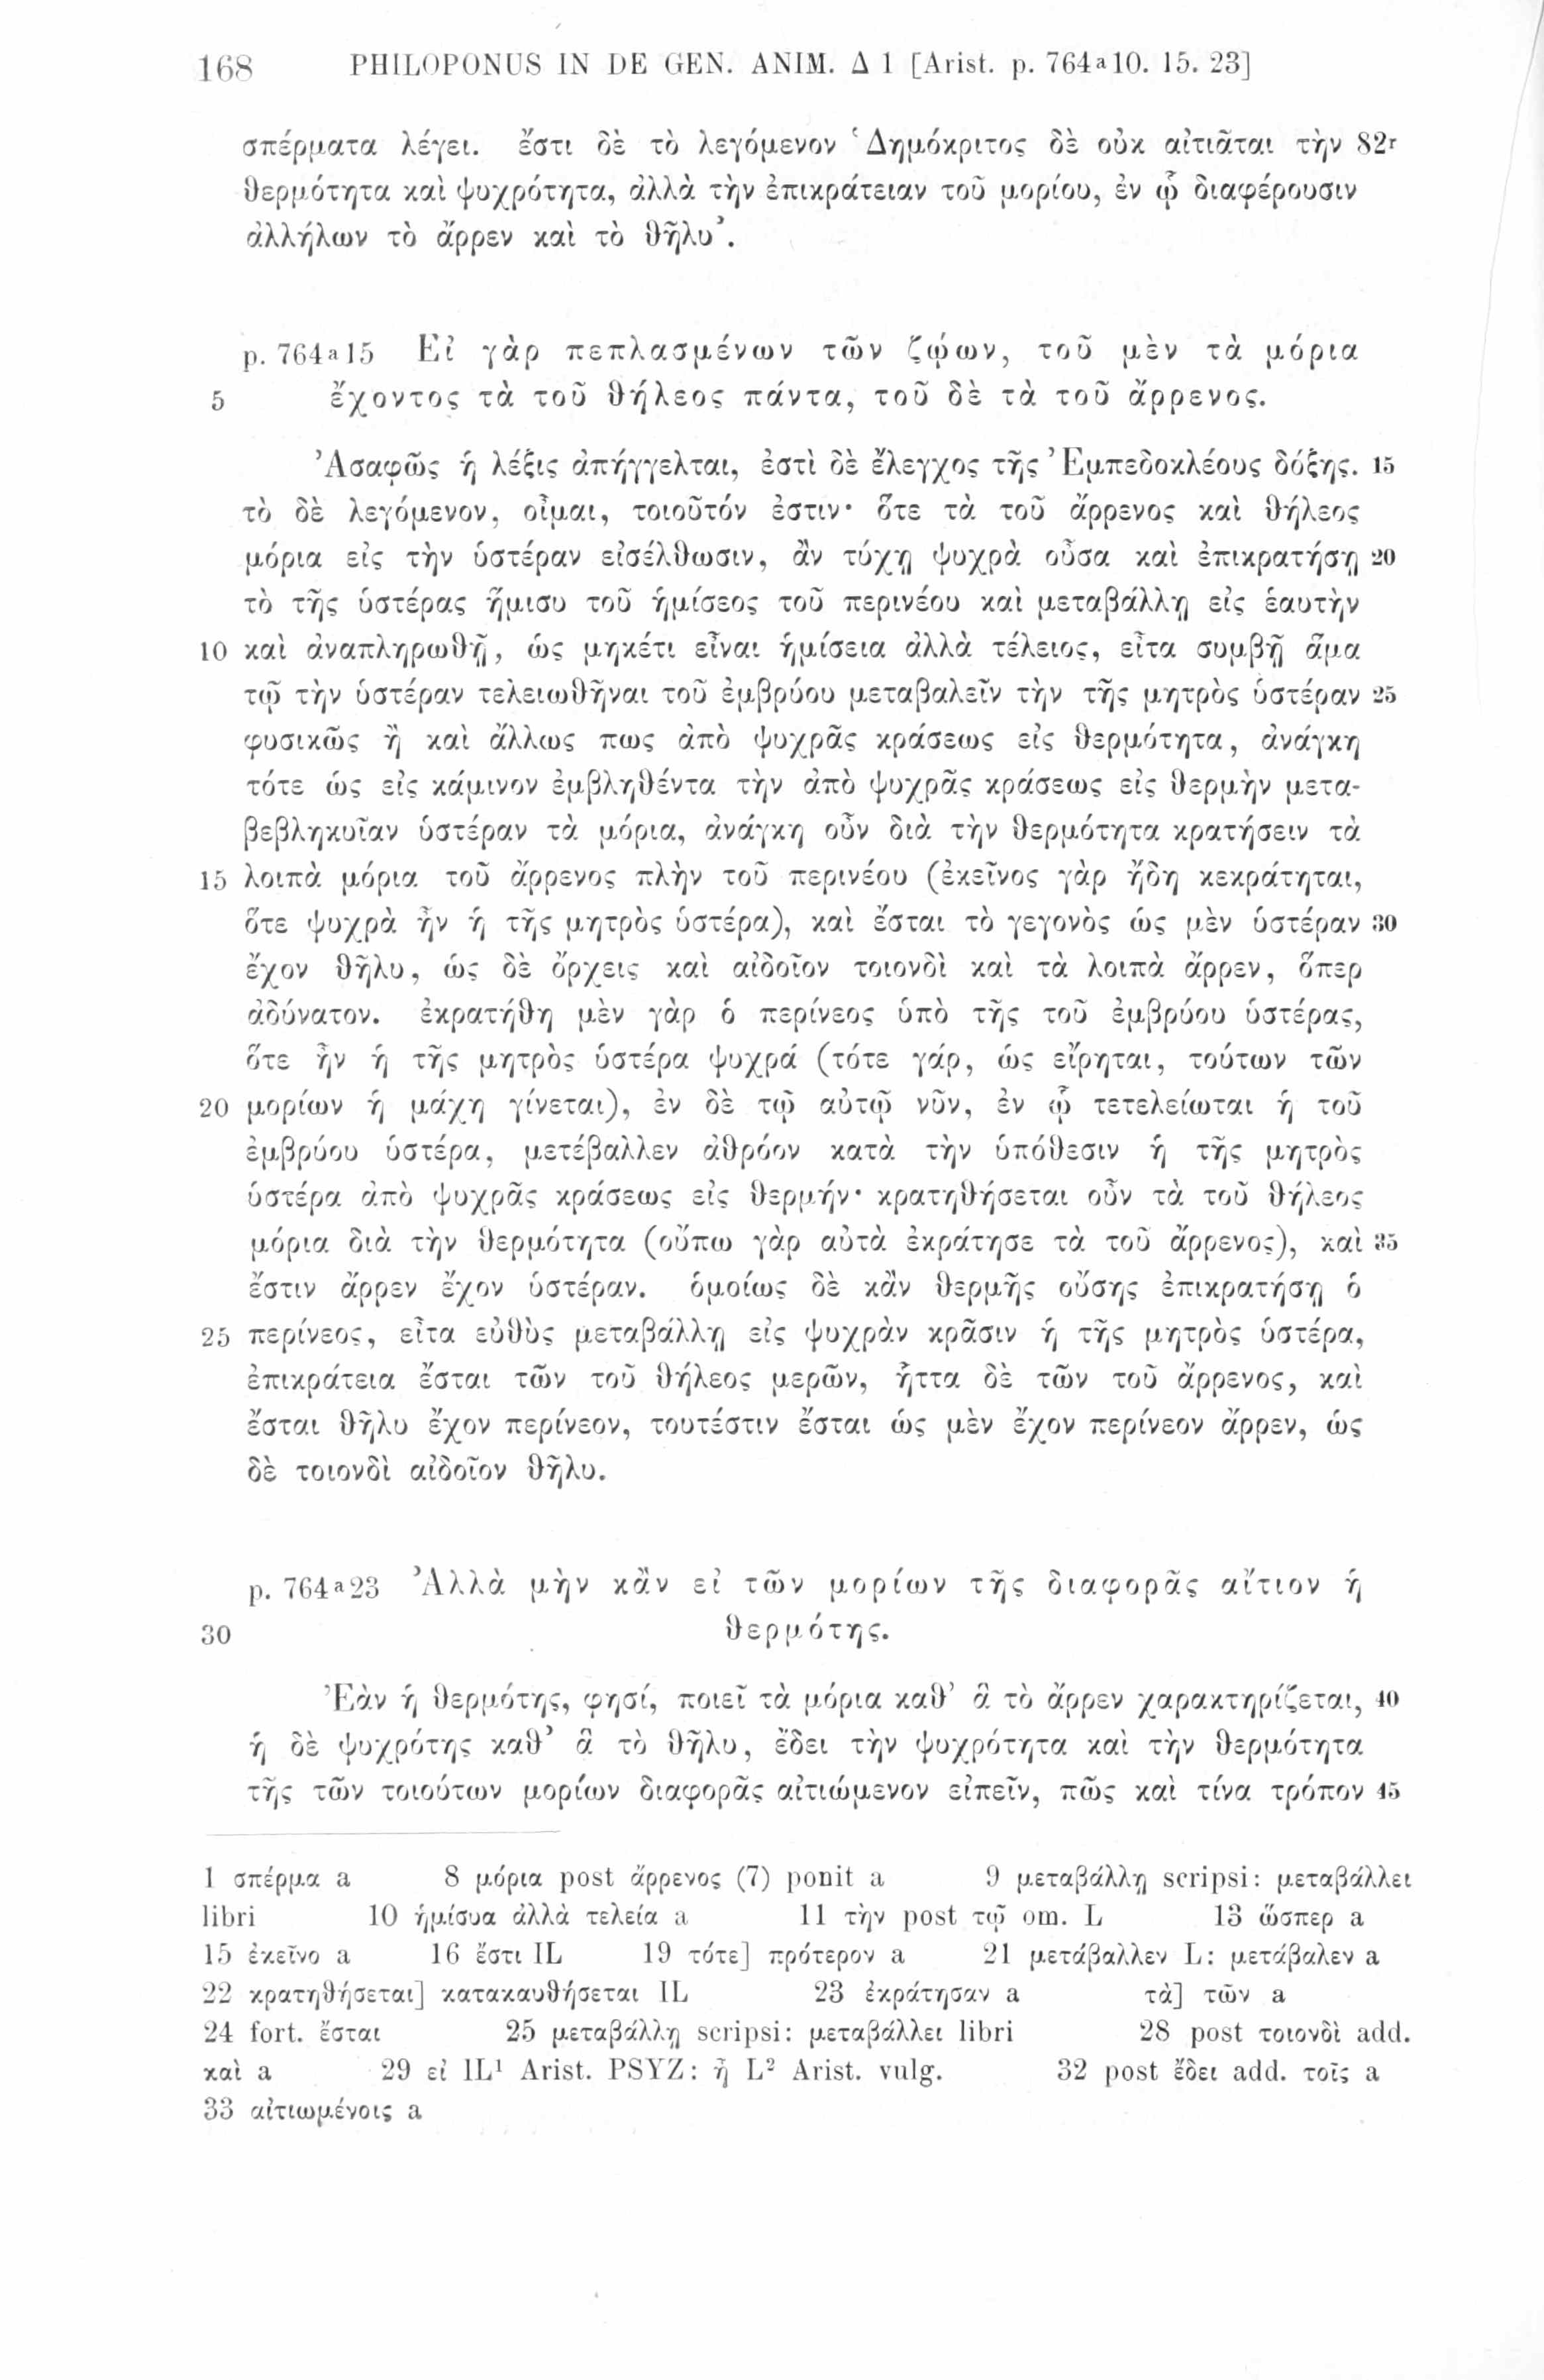 168 PHILOPONUS IN DE GEN. ANIM. Δ 1 [Arist. p. 764a10. 15. 23]
σπέρματα λέγει. ἔστι δὲ τὸ λεγόμενον ‘Δημόκριτος δὲ οὐκ αἰτιᾶται τὴν 82r
θερμότητα καὶ ψυχρότητα, ἀλλὰ τὴν ἐπικράτειαν τοῦ μορίου, ἐν ᾧ διαφέρουσιν
ἀλλήλων τὸ ἄρρεν καὶ τὸ θῆλυ’.
p. 764a15 Εἰ γὰρ πεπλασμένων τῶν ζῴων, τοῦ μὲν τὰ μόρια
5 ἔχοντος τὰ τοῦ θήλεος πάντα, τοῦ δὲ τὰ τοῦ ἄρρενος.
Ἀσαφῶς ἡ λέξις ἀπήγγελται, ἐστὶ δὲ ἔλεγχος τῆς Ἐμπεδοκλέους δόξης. 15
τὸ δὲ λεγόμενον, οἶμαι, τοιοῦτόν ἐστιν· ὅτε τὰ τοῦ ἄρρενος καὶ θήλεος
μόρια εἰς τὴν ὑστέραν εἰσέλθωσιν, ἂν τύχῃ ψυχρὰ οὖσα καὶ ἐπικρατήσῃ 20
τὸ τῆς ὑστέρας ἥμισυ τοῦ ἡμίσεος τοῦ περινέου καὶ μεταβάλλῃ εἰς ἑαυτὴν
10 καὶ ἀναπληρωθῇ, ὡς μηκέτι εἶναι ἡμίσεια ἀλλὰ τέλειος, εἶτα συμβῇ ἅμα
τῷ τὴν ὑστέραν τελειωθῆναι τοῦ ἐμβρύου μεταβαλεῖν τὴν τῆς μητρὸς ὑστέραν 25
φυσικῶς ἢ καὶ ἄλλως πως ἀπὸ ψυχρᾶς κράσεως εἰς θερμότητα, ἀνάγκη
τότε ὡς εἰς κάμινον ἐμβληθέντα τὴν ἀπὸ ψυχρᾶς κράσεως εἰς θερμὴν μετα-
βεβληκυῖαν ὑστέραν τὰ μόρια, ἀνάγκη οὖν διὰ τὴν θερμότητα κρατήσειν τὰ
15 λοιπὰ μόρια τοῦ ἄρρενος πλὴν τοῦ περινέου (ἐκεῖνος γὰρ ἤδη κεκράτηται,
ὅτε ψυχρὰ ἦν ἡ τῆς μητρὸς ὑστέρα), καὶ ἔσται τὸ γεγονὸς ὡς μὲν ὑστέραν 30
ἔχον θῆλυ, ὡς δὲ ὄρχεις καὶ αἰδοῖον τοιονδὶ καὶ τὰ λοιπὰ ἄρρεν, ὅπερ
ἀδύνατον. ἐκρατήθη μὲν γὰρ ὁ περίνεος ὑπὸ τῆς τοῦ ἐμβρύου ὑστέρας,
ὅτε ἦν ἡ τῆς μητρὸς ὑστέρα ψυχρά (τότε γάρ, ὡς εἴρηται, τούτων τῶν
20 μορίων ἡ μάχη γίνεται), ἐν δὲ τῷ αὐτῷ νῦν, ἐν ᾧ τετελείωται ἡ τοῦ
ἐμβρύου ὑστέρα, μετέβαλλεν ἀθρόον κατὰ τὴν ὑπόθεσιν ἡ τῆς μητρὸς
ὑστέρα ἀπὸ ψυχρᾶς κράσεως εἰς θερμήν· κρατηθήσεται οὖν τὰ τοῦ θήλεος
μόρια διὰ τὴν θερμότητα (οὔπω γὰρ αὐτὰ ἐκράτησε τὰ τοῦ ἄρρενος), καὶ 35
ἔστιν ἄρρεν ἔχον ὑστέραν. ὁμοίως δὲ κἂν θερμῆς οὔσης ἐπικρατήσῃ ὁ
25 περίνεος, εἶτα εὐθὺς μεταβάλλῃ εἰς ψυχρὰν κρᾶσιν ἡ τῆς μητρὸς ὑστέρα,
ἐπικράτεια ἔσται τῶν τοῦ θήλεος μερῶν, ἧττα δὲ τῶν τοῦ ἄρρενος, καὶ
ἔσται θῆλυ ἔχον περίνεον, τουτέστιν ἔσται ὡς μὲν ἔχον περίνεον ἄρρεν, ὡς
δὲ τοιονδὶ αἰδοῖον θῆλυ.
p. 764a23 Ἀλλὰ μὴν κἂν εἰ τῶν μορίων τῆς διαφορᾶς αἴτιον ἡ
30 θερμότης.
Ἐὰν ἡ θερμότης, φησί, ποιεῖ τὰ μόρια καθ’ ἃ τὸ ἄρρεν χαρακτηρίζεται, 40
ἡ δὲ ψυχρότης καθ’ ἃ τὸ θῆλυ, ἔδει τὴν ψυχρότητα καὶ τὴν θερμότητα
τῆς τῶν τοιούτων μορίων διαφορᾶς αἰτιώμενον εἰπεῖν, πῶς καὶ τίνα τρόπον 45
1 σπέρμα a 8 μόρια post ἄρρενος (7) ponit a 9 μεταβάλλῃ scripsi: μεταβάλλει
libri 10 ἡμίσυα ἀλλὰ τελεία a 11 τὴν post τῷ om. L 13 ὥσπερ a
15 ἐκεῖνο a 16 ἔστι IL 19 τότε] πρότερον a 21 μετάβαλλεν L: μετάβαλεν a
22 κρατηθήσεται] κατακαυθήσεται IL 23 ἐκράτησαν a τὰ] τῶν a
24 fort. ἔσται 25 μεταβάλλῃ scripsi: μεταβάλλει libri 28 post τοιονδὶ add.
καὶ a 29 εἰ IL¹ Arist. PSYZ: ᾖ L² Arist. vulg. 32 post ἔδει add. τοῖς a
33 αἰτιωμένοις a